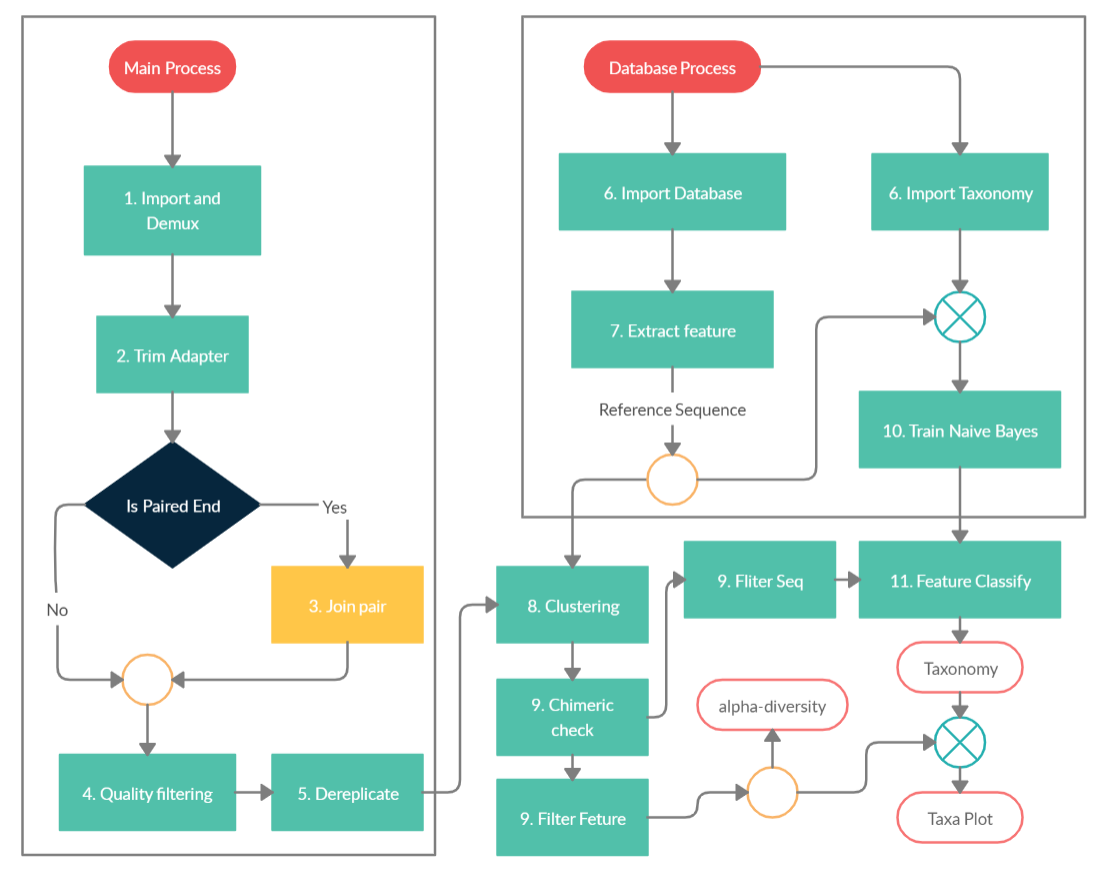 Main Process
1. Import and
Demux
2. Trim Adapter
Is Paired End
Yes
No
3. Join pair
4. Quality filtering
5. Dereplicate
Database Process
6. Import Database
6. Import Taxonomy
7. Extract feature
Reference Sequence
10. Train Naive Bayes
8. Clustering
9. Fliter Seq
11. Feature Classify
9. Chimeric
check
Taxonomy
alpha-diversity
9. Filter Feture
Taxa Plot